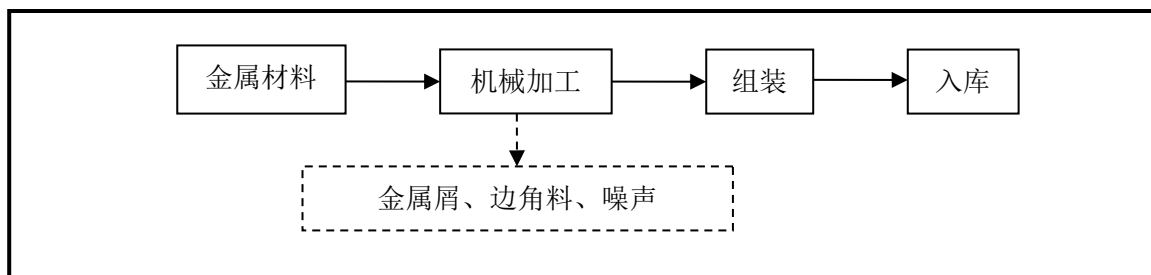 金属材料
机械加工
组装
入库
金属屑、边角料、噪声